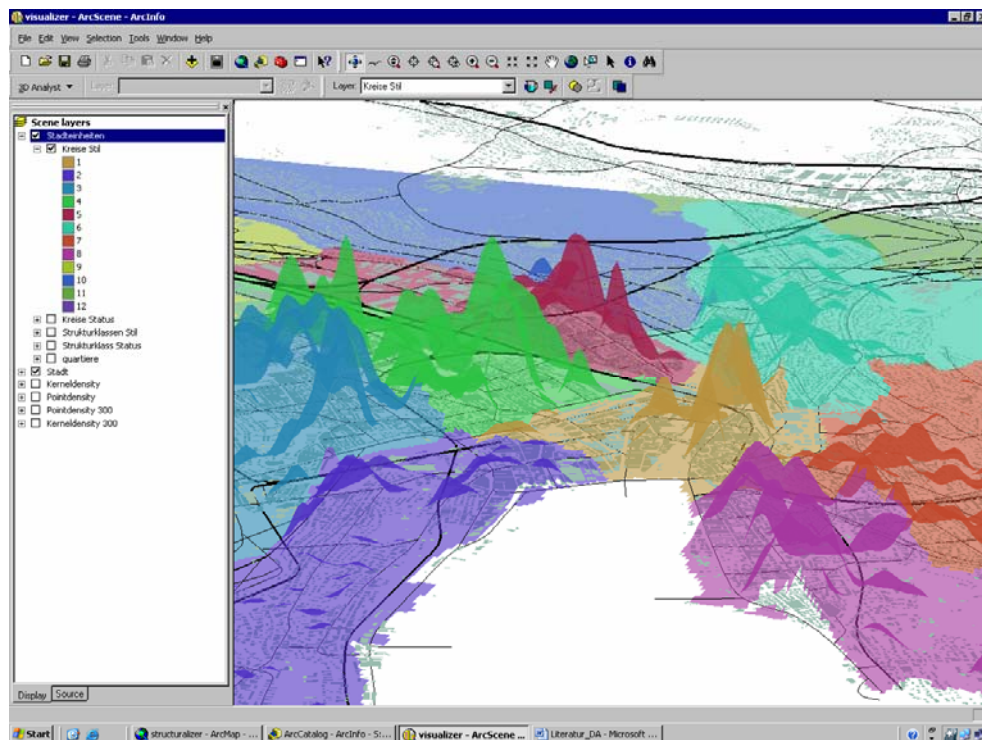 visualizer - ArcScene - ArcInfo
File Edit View Selection Tools Window Help
3D Analyst Layer: Layer: Kreise Stil
Scene layers
Stadteinheiten
Kreise Stil
1
2
3
4
5
6
7
8
9
10
11
12
Kreise Status
Strukturklassen Stil
Strukturklass Status
quartiere
Stadt
Kerneldensity
Pointdensity
Pointdensity 300
Kerneldensity 300
Display Source
Start structuralizer - ArcMap - ... ArcCatalog - ArcInfo - S:... visualizer - ArcScene ... Literatur_DA - Microsoft ...